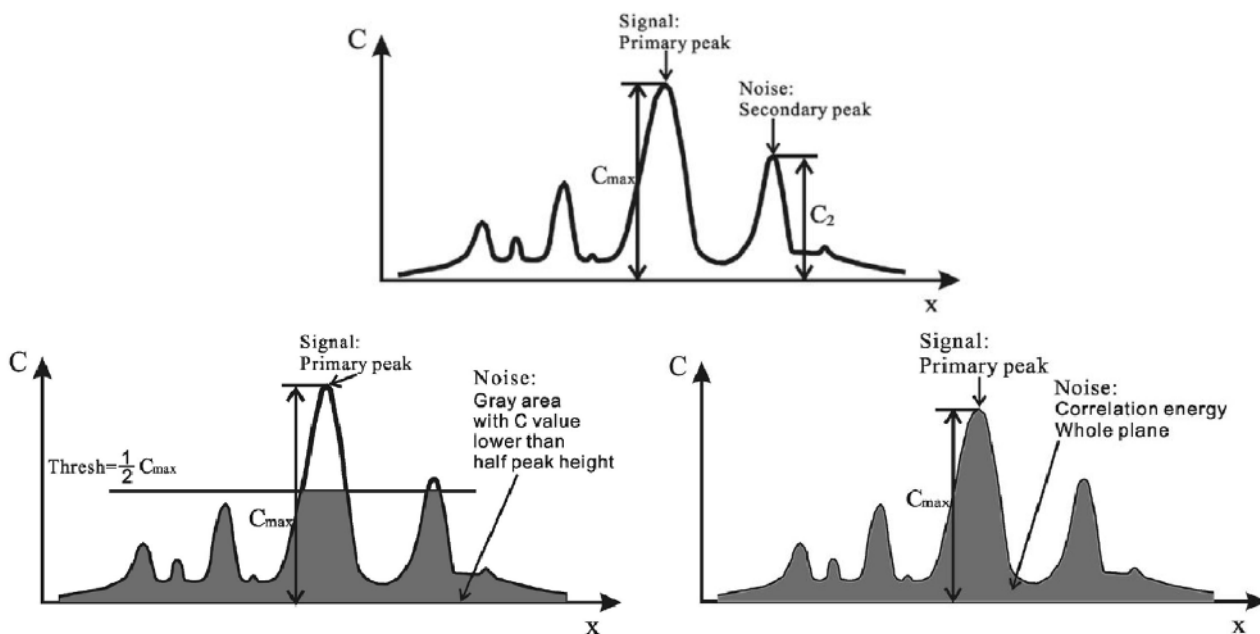 Signal:
Primary peak
C
Noise:
Secondary peak
Cmax
C2
x
Signal:
Primary peak
C
Noise:
Gray area
with C value
lower than
half peak height
Thresh=1/2 Cmax
Cmax
x
Signal:
Primary peak
C
Noise:
Correlation energy
Whole plane
Cmax
x